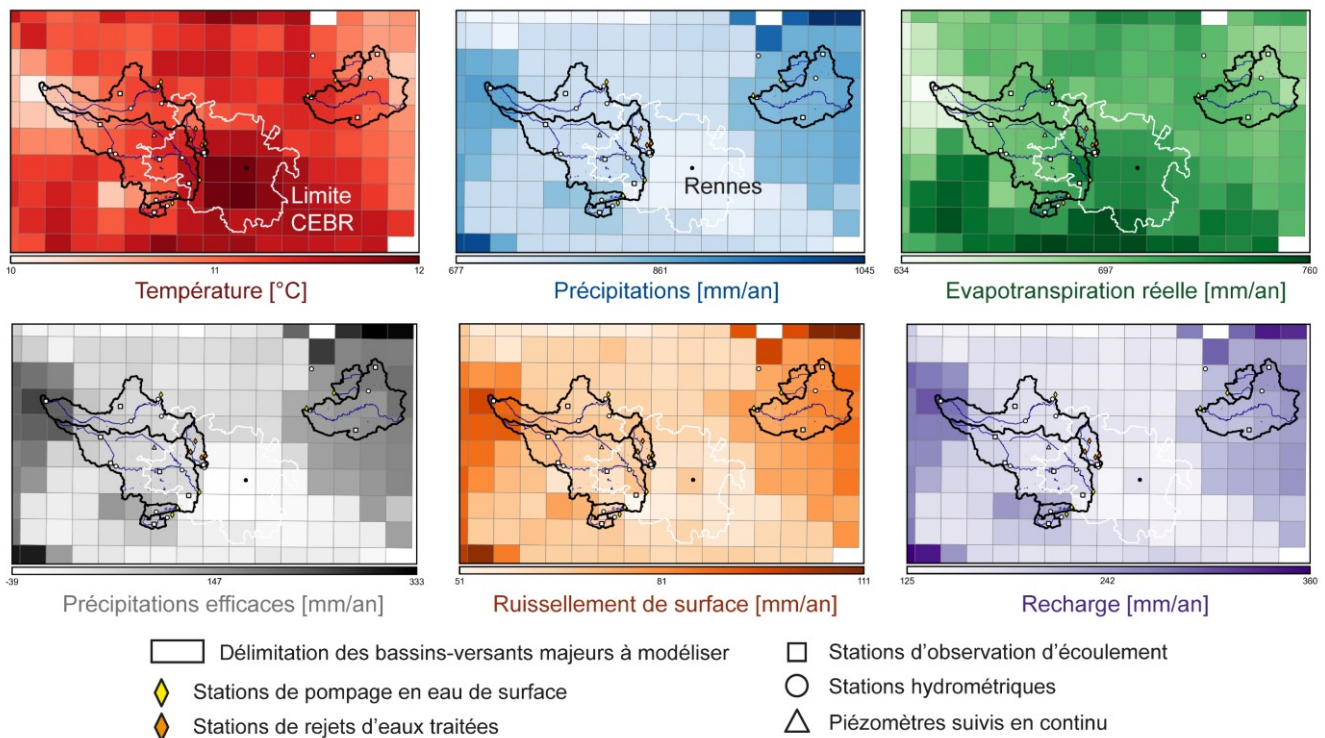 Limite
CEBR
Rennes
10 11 12
677 861 1045
634 697 760
Température [°C]
Précipitations [mm/an]
Evapotranspiration réelle [mm/an]
-39 147 333
51 81 111
125 242 360
Précipitations efficaces [mm/an]
Ruissellement de surface [mm/an]
Recharge [mm/an]
Délimitation des bassins-versants majeurs à modéliser
Stations de pompage en eau de surface
Stations de rejets d'eaux traitées
Stations d'observation d'écoulement
Stations hydrométriques
Piézomètres suivis en continu